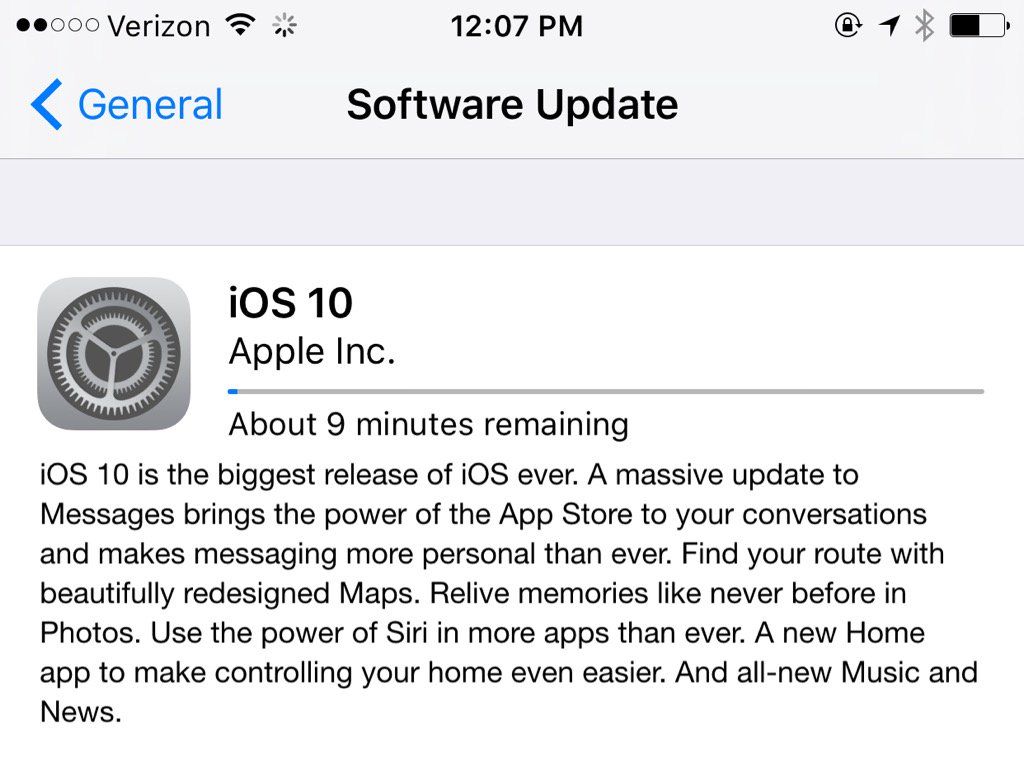 Verizon 12:07 PM
General Software Update
iOS 10
Apple Inc.
About 9 minutes remaining
iOS 10 is the biggest release of iOS ever. A massive update to
Messages brings the power of the App Store to your conversations
and makes messaging more personal than ever. Find your route with
beautifully redesigned Maps. Relive memories like never before in
Photos. Use the power of Siri in more apps than ever. A new Home
app to make controlling your home even easier. And all-new Music and
News.